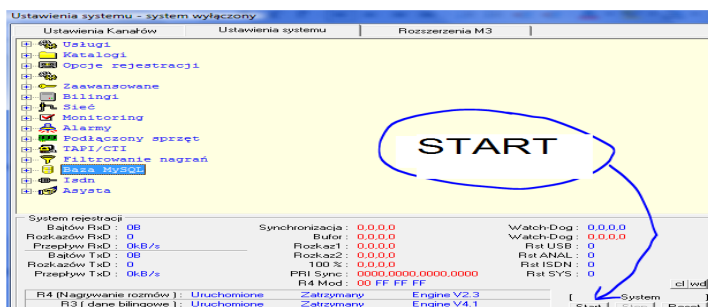 Ustawienia systemu - system wyłączony
Ustawienia Kanałów Ustawienia systemu Rozszerzenia M3
Usługi
Katalogi
Opcje rejestracji
Zaawansowane
Bilingi
Sieć
Monitoring
Alarmy
Podłączony sprzęt
TAPI/CTI
Filtrowanie nagrań
Baza MySQL
Isdn
Asysta
START
System rejestracji
Bajtów RxD : 0B Synchronizacja : 0,0,0,0 Watch-Dog : 0,0,0,0
Rozkazów RxD : 0 Bufor : 0,0,0,0 Watch-Dog : 0,0,0,0
Przepływ RxD : 0kB/s Rozkaz1 : 0,0,0,0 Rst USB : 0
Bajtów TxD : 0B Rozkaz2 : 0,0,0,0 Rst ANAL : 0
Rozkazów TxD : 0 100 % : 0,0,0,0 Rst ISDN : 0
Przepływ TxD : 0kB/s PRI Sync : 0000,0000,0000,0000 Rst SYS : 0
R4 Mod : 00 FF FF FF cl wd
R4 (Nagrywanie rozmów) : Uruchomione Zatrzymany Engine V2.3 [ System
R3 ( dane bilingowe ) : Uruchomione Zatrzymany Engine V4.1 Start Stop Reset